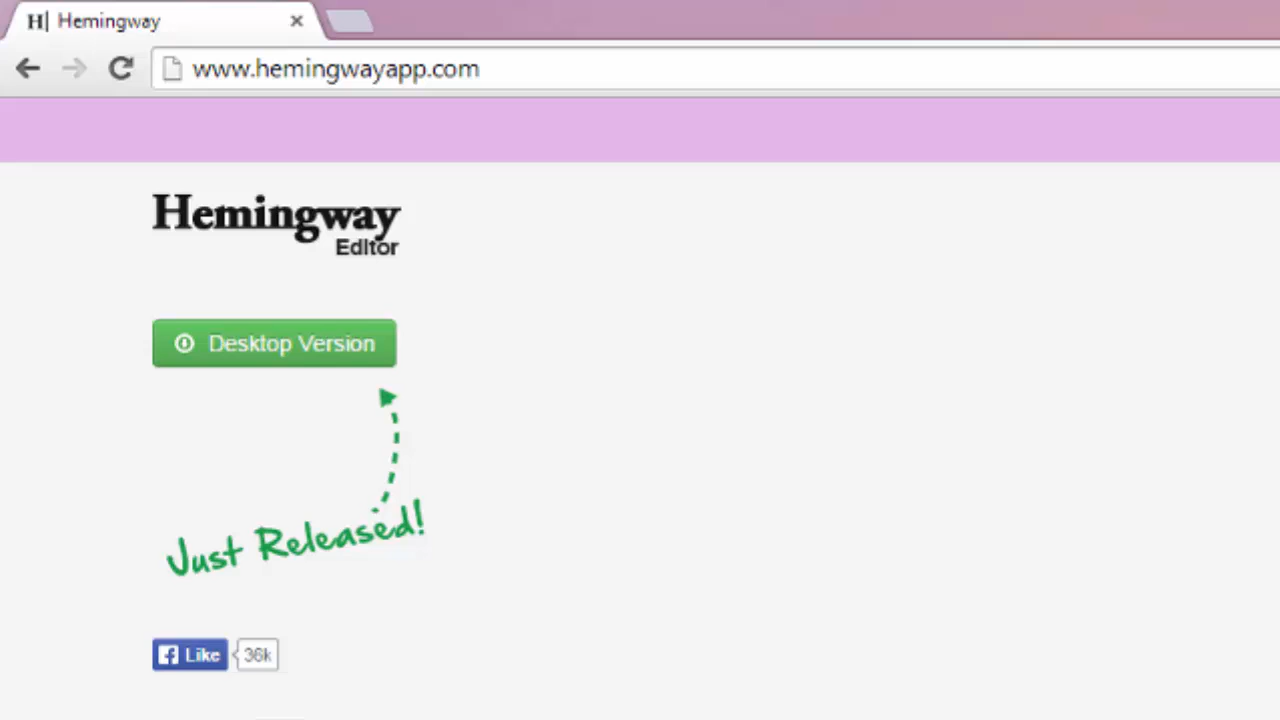 H| Hemingway
www.hemingwayapp.com
Hemingway
Editor
Desktop Version
Just Released!
Like 36k